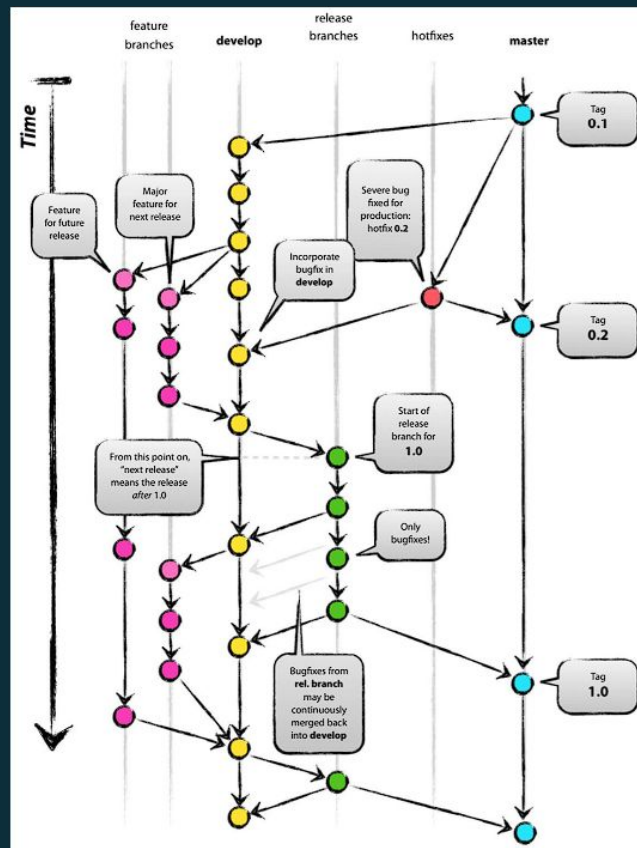 feature
branches
develop
release
branches
hotfixes
master
Time
Tag
0.1
Feature
for future
release
Major
feature for
next release
Severe bug
fixed for
production:
hotfix 0.2
Incorporate
bugfix in
develop
Tag
0.2
Start of
release
branch for
1.0
From this point on,
“next release”
means the release
after 1.0
Only
bugfixes!
Bugfixes from
rel. branch
may be
continuously
merged back
into develop
Tag
1.0